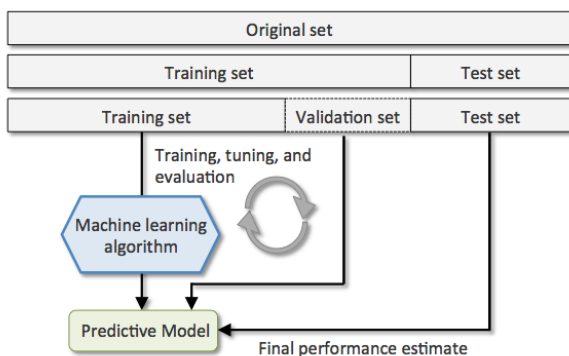 Original set
Training set
Test set
Training set
Validation set
Test set
Training, tuning, and
evaluation
Machine learning
algorithm
Predictive Model
Final performance estimate